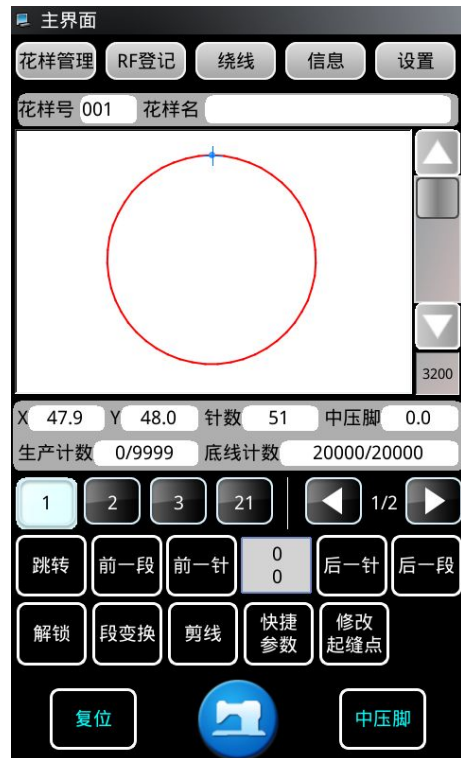 主界面
花样管理 RF登记 绕线 信息 设置
花样号 001 花样名
3200
X 47.9 Y 48.0 针数 51 中压脚 0.0
生产计数 0/9999 底线计数 20000/20000
1 2 3 21 1/2
跳转 前一段 前一针 0 0 后一针 后一段
解锁 段变换 剪线 快捷参数 修改起缝点
复位 中压脚